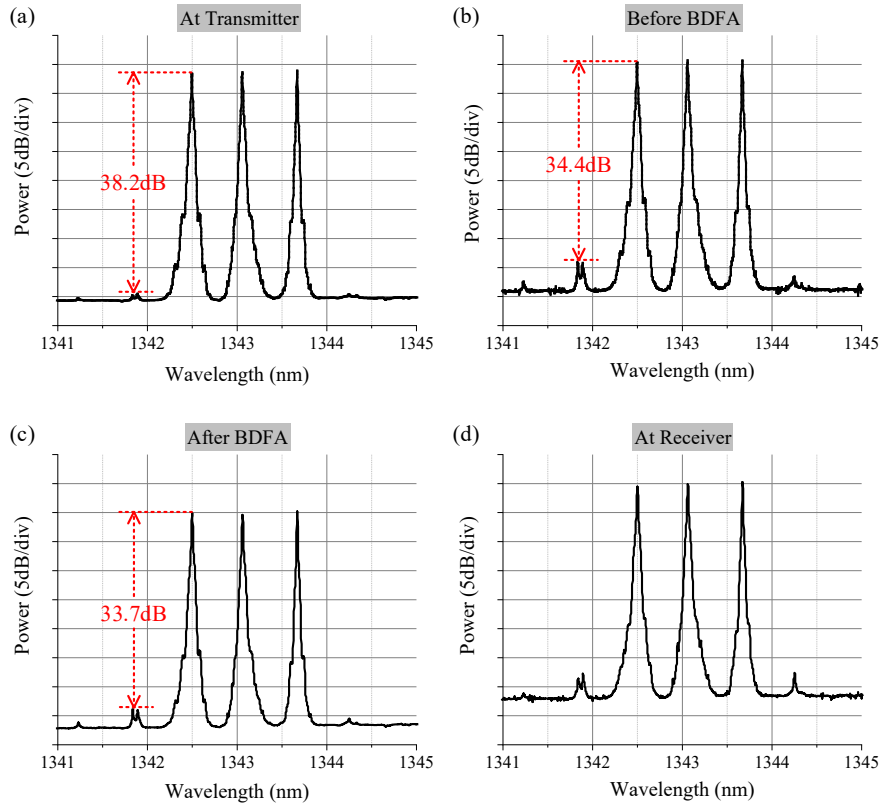 (a)
At Transmitter
38.2dB
Power (5dB/div)
1341 1342 1343 1344 1345
Wavelength (nm)
(b)
Before BDFA
34.4dB
Power (5dB/div)
1341 1342 1343 1344 1345
Wavelength (nm)
(c)
After BDFA
33.7dB
Power (5dB/div)
1341 1342 1343 1344 1345
Wavelength (nm)
(d)
At Receiver
Power (5dB/div)
1341 1342 1343 1344 1345
Wavelength (nm)